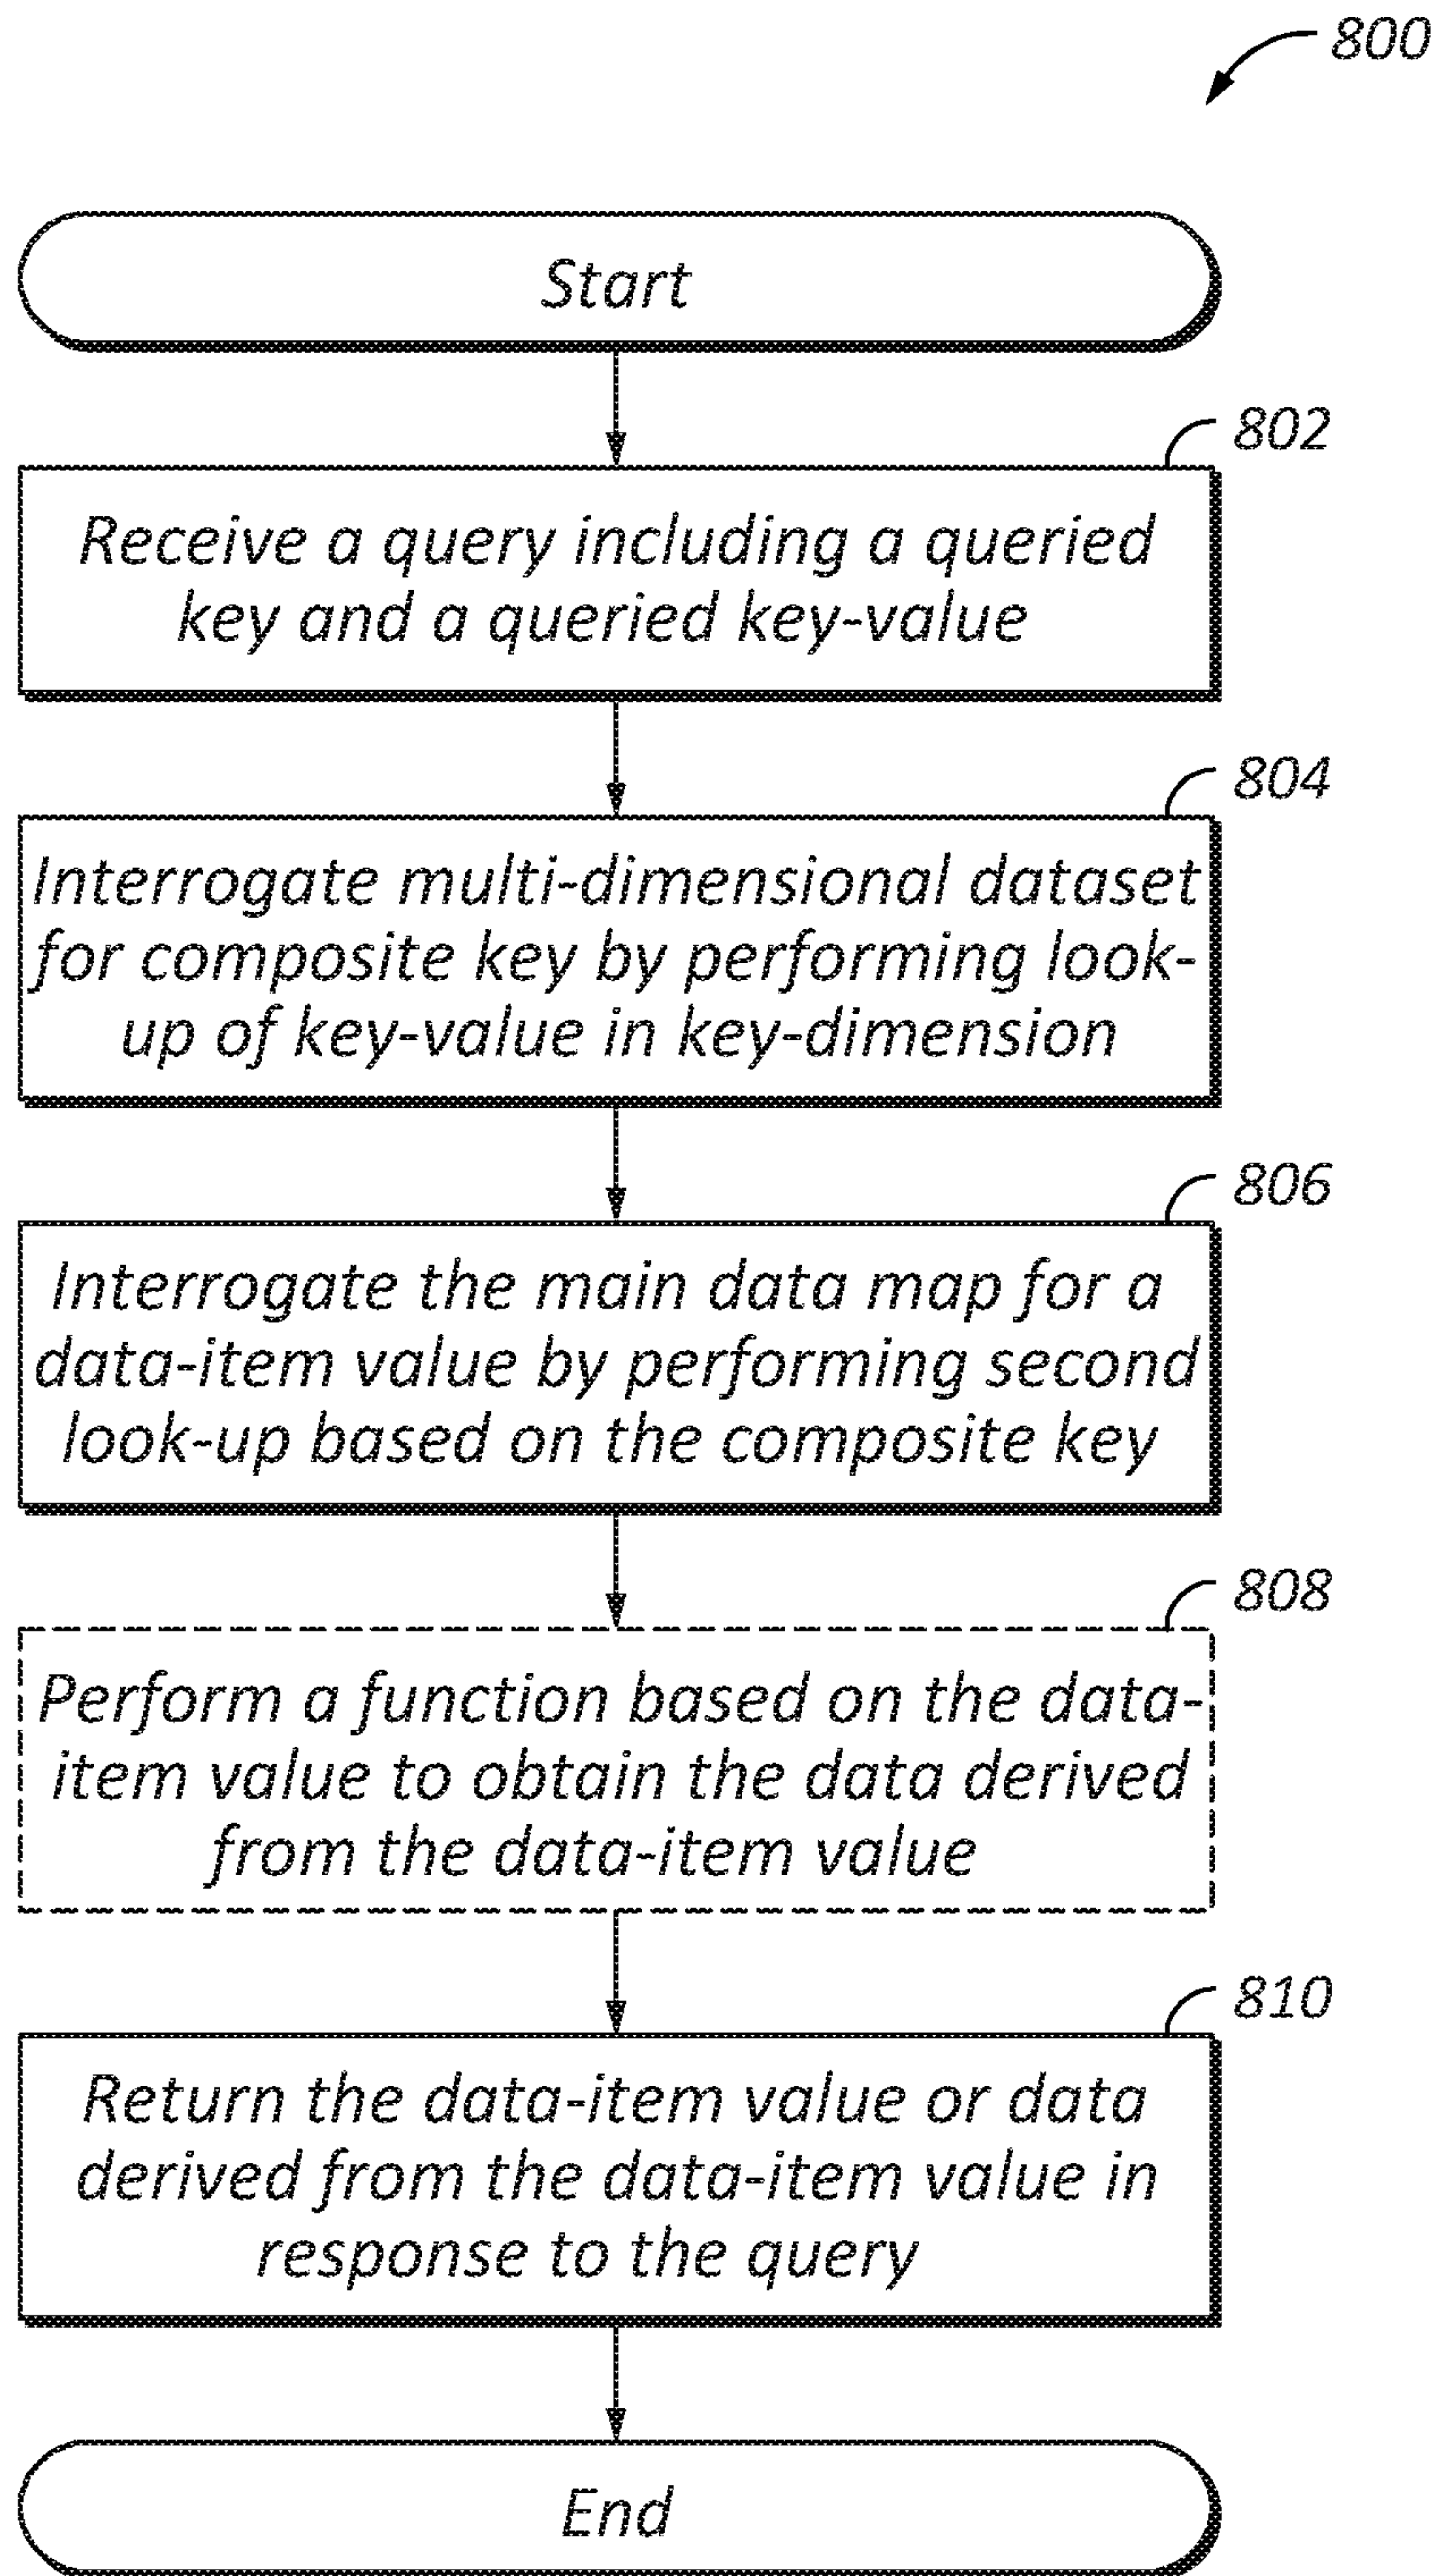 800
Start
802
Receive a query including a queried
key and a queried key-value
804
Interrogate multi-dimensional dataset
for composite key by performing look-
up of key-value in key-dimension
806
Interrogate the main data map for a
data-item value by performing second
look-up based on the composite key
808
Perform a function based on the data-
item value to obtain the data derived
from the data-item value
810
Return the data-item value or data
derived from the data-item value in
response to the query
End